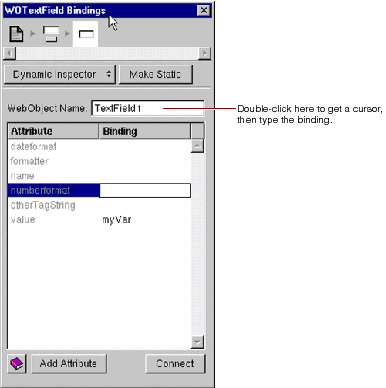 WOTextField Bindings
Dynamic Inspector
Make Static
WebObject Name: TextField1
Double-click here to get a cursor,
then type the binding.
Attribute Binding
dateformat
formatter
name
numberformat
otherTagString
value myVar
Add Attribute
Connect